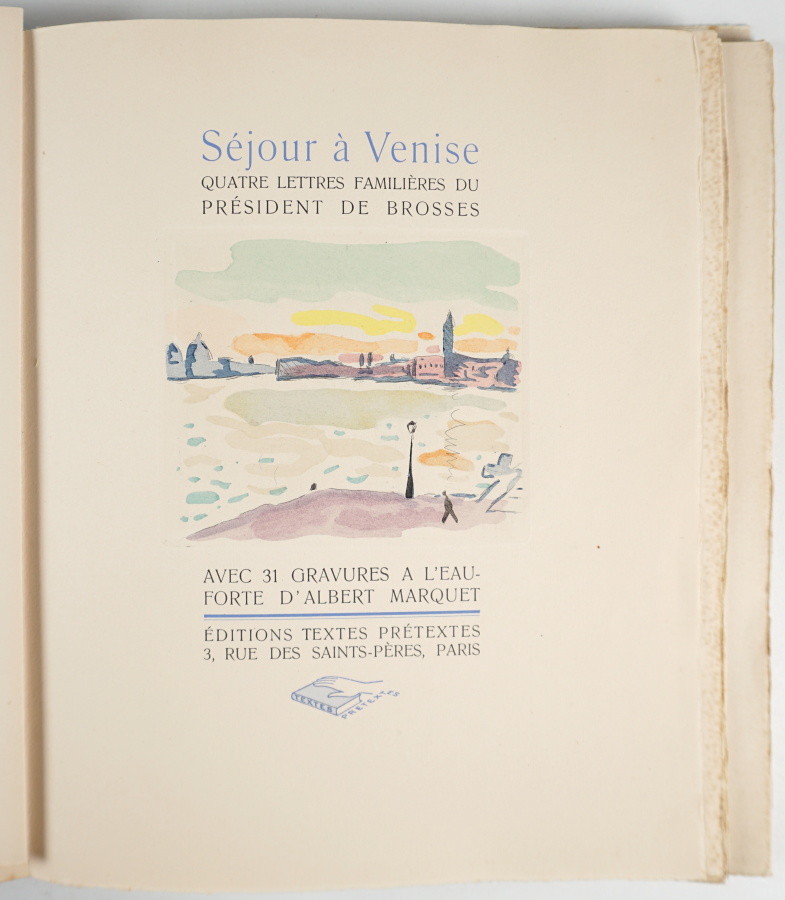 Séjour à Venise
QUATRE LETTRES FAMILIÈRES DU
PRÉSIDENT DE BROSSES
AVEC 31 GRAVURES A L'EAU-
FORTE D'ALBERT MARQUET
ÉDITIONS TEXTES PRÉTEXTES
3, RUE DES SAINTS-PÈRES, PARIS
TEXTES
PRÉTEXTES